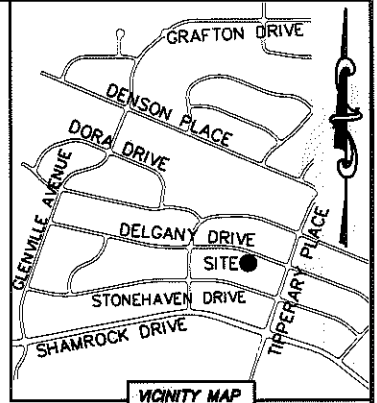 GRAFTON DRIVE
DENSON PLACE
DORA DRIVE
GLENVILLE AVENUE
DELGANY DRIVE
TIPPERARY PLACE
SITE
STONEHAVEN DRIVE
SHAMROCK DRIVE
VICINITY MAP